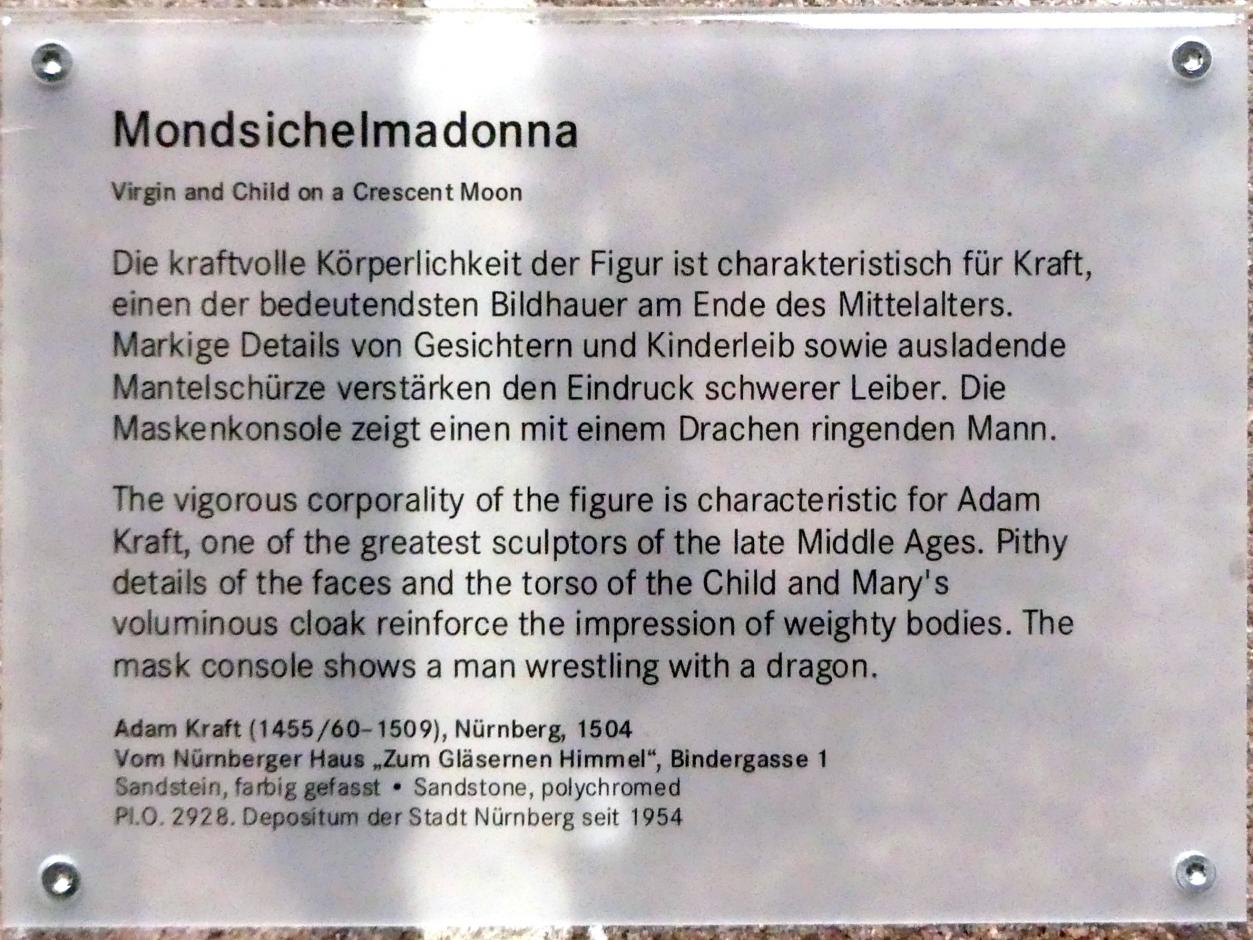 Mondsichelmadonna
Virgin and Child on a Crescent Moon
Die kraftvolle Körperlichkeit der Figur ist charakteristisch für Kraft,
einen der bedeutendsten Bildhauer am Ende des Mittelalters.
Markige Details von Gesichtern und Kinderleib sowie ausladende
Mantelschürze verstärken den Eindruck schwerer Leiber. Die
Maskenkonsole zeigt einen mit einem Drachen ringenden Mann.
The vigorous corporality of the figure is characteristic for Adam
Kraft, one of the greatest sculptors of the late Middle Ages. Pithy
details of the faces and the torso of the Child and Mary's
voluminous cloak reinforce the impression of weighty bodies. The
mask console shows a man wrestling with a dragon.
Adam Kraft (1455/60–1509), Nürnberg, 1504
Vom Nürnberger Haus „Zum Gläsernen Himmel“, Bindergasse 1
Sandstein, farbig gefasst • Sandstone, polychromed
Pl.O. 2928. Depositum der Stadt Nürnberg seit 1954